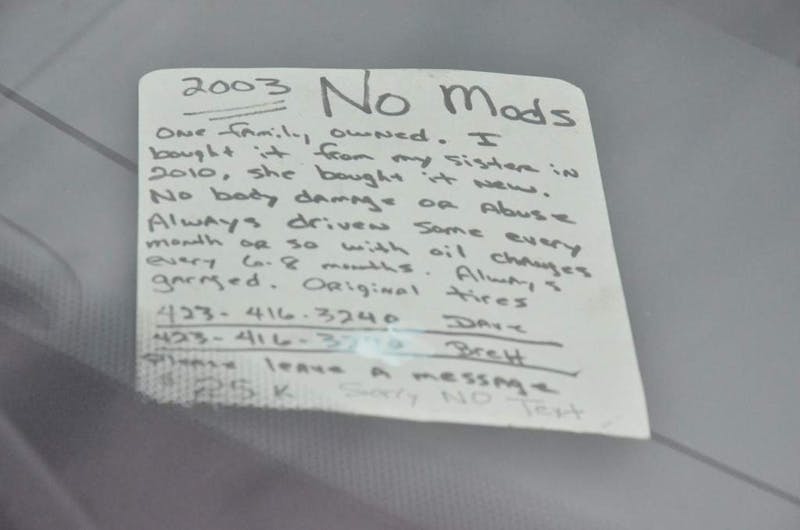 2003 No Mods
ONE family owned. I
bought it from my sister in
2010, she bought it new.
No body damage or Abuse
Always driven some every
month or so with oil changes
every 6-8 months. Always
garaged. Original tires
423-416-3240 Dave
423-416- Brett
Please leave a message
25K Sorry NO Text